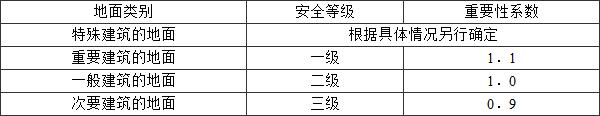 地面类别 安全等级 重要性系数
特殊建筑的地面 根据具体情况另行确定
重要建筑的地面 一级 1.1
一般建筑的地面 二级 1.0
次要建筑的地面 三级 0.9